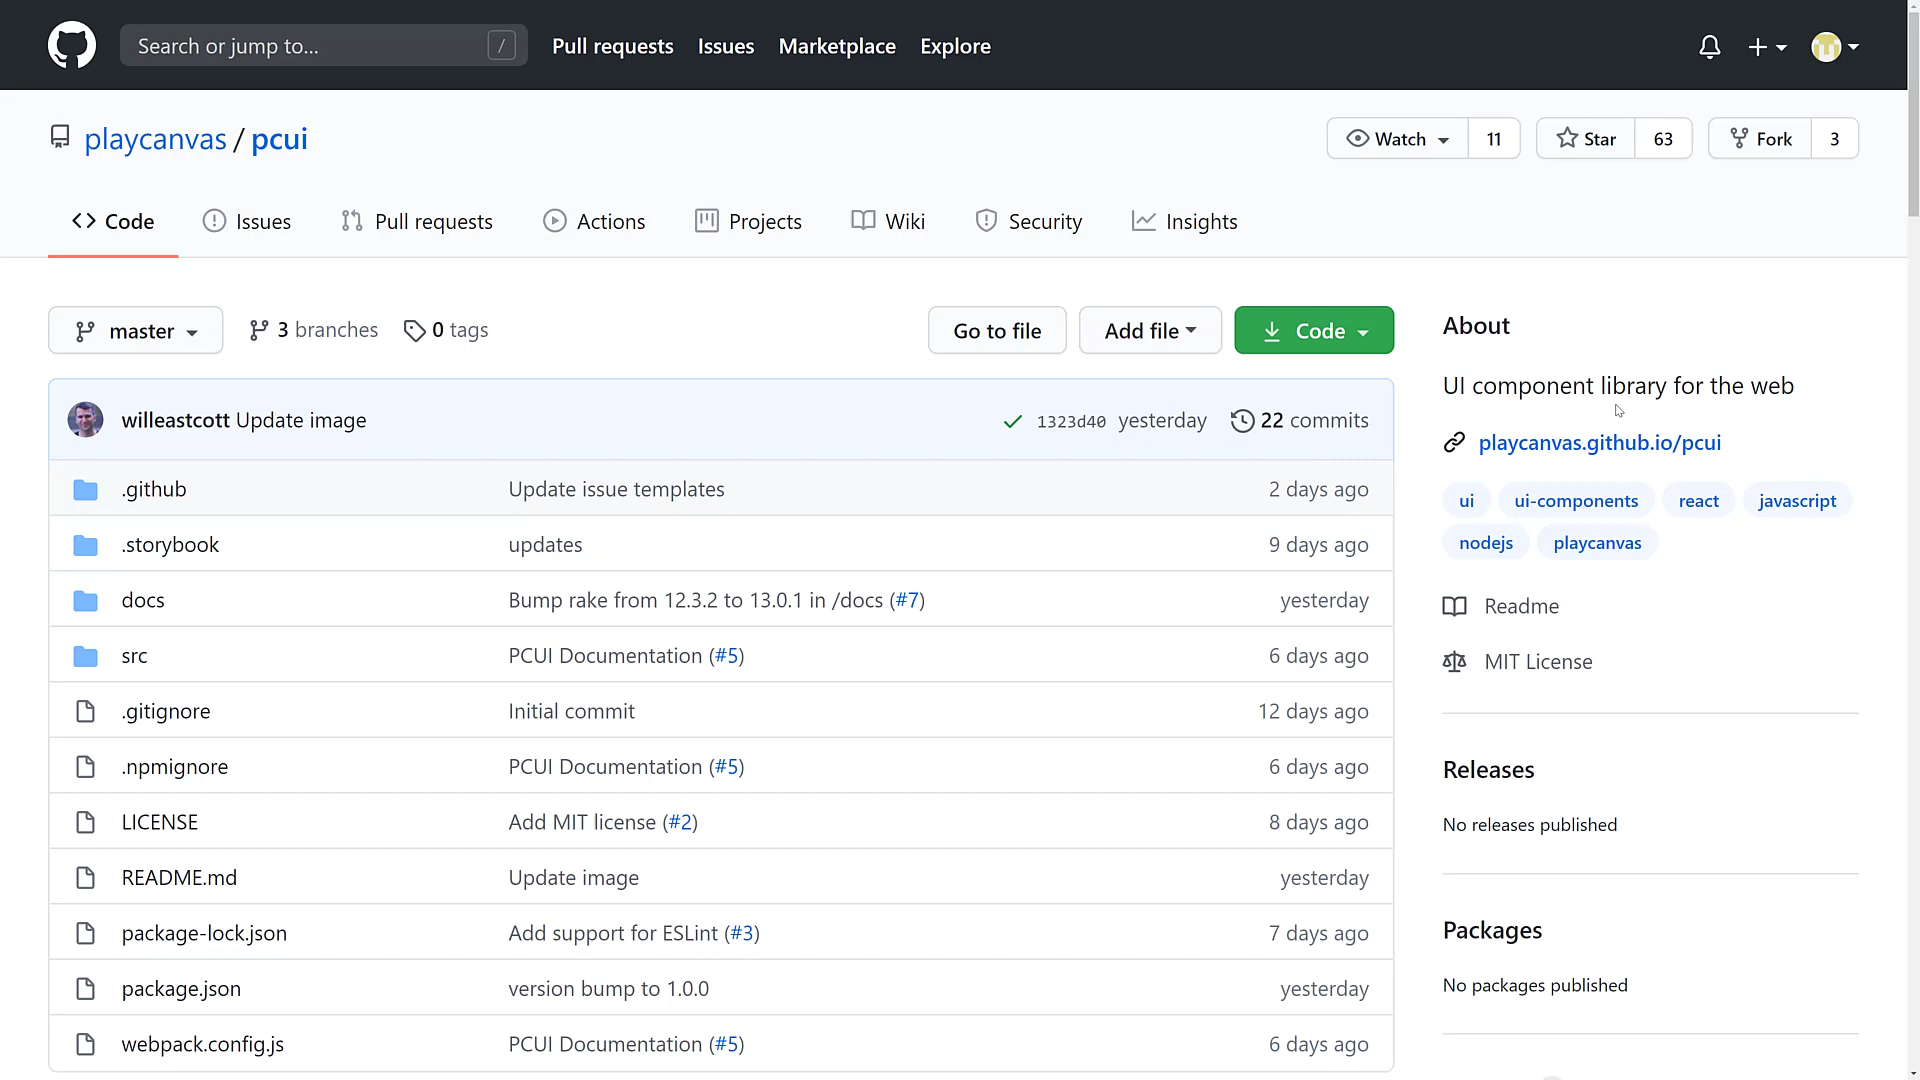 Search or jump to... /
Pull requests Issues Marketplace Explore
playcanvas / pcui
Watch 11 Star 63 Fork 3
Code Issues Pull requests Actions Projects Wiki Security Insights
master 3 branches 0 tags Go to file Add file Code
willeastcott Update image 1323d40 yesterday 22 commits
.github Update issue templates 2 days ago
.storybook updates 9 days ago
docs Bump rake from 12.3.2 to 13.0.1 in /docs (#7) yesterday
src PCUI Documentation (#5) 6 days ago
.gitignore Initial commit 12 days ago
.npmignore PCUI Documentation (#5) 6 days ago
LICENSE Add MIT license (#2) 8 days ago
README.md Update image yesterday
package-lock.json Add support for ESLint (#3) 7 days ago
package.json version bump to 1.0.0 yesterday
webpack.config.js PCUI Documentation (#5) 6 days ago
About
UI component library for the web
playcanvas.github.io/pcui
ui ui-components react javascript
nodejs playcanvas
Readme
MIT License
Releases
No releases published
Packages
No packages published